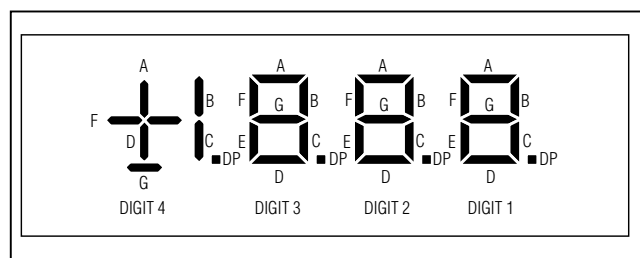 A A A A
B F B F B F B
F G G G
D
C E C E C E C
DP DP DP DP
G D D D
DIGIT 4 DIGIT 3 DIGIT 2 DIGIT 1